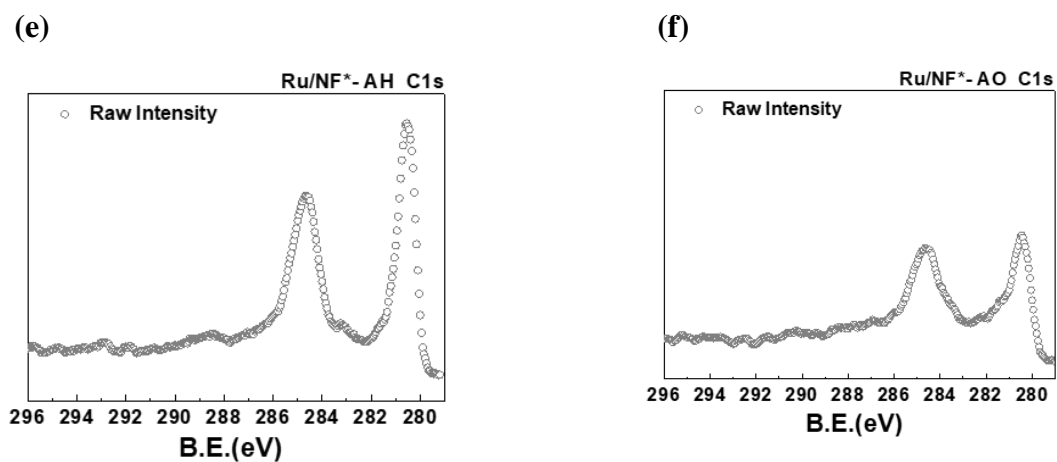 (e)
Ru/NF*- AH C1s
Raw Intensity
296 294 292 290 288 286 284 282 280
B.E.(eV)
(f)
Ru/NF*- AO C1s
Raw Intensity
296 294 292 290 288 286 284 282 280
B.E.(eV)